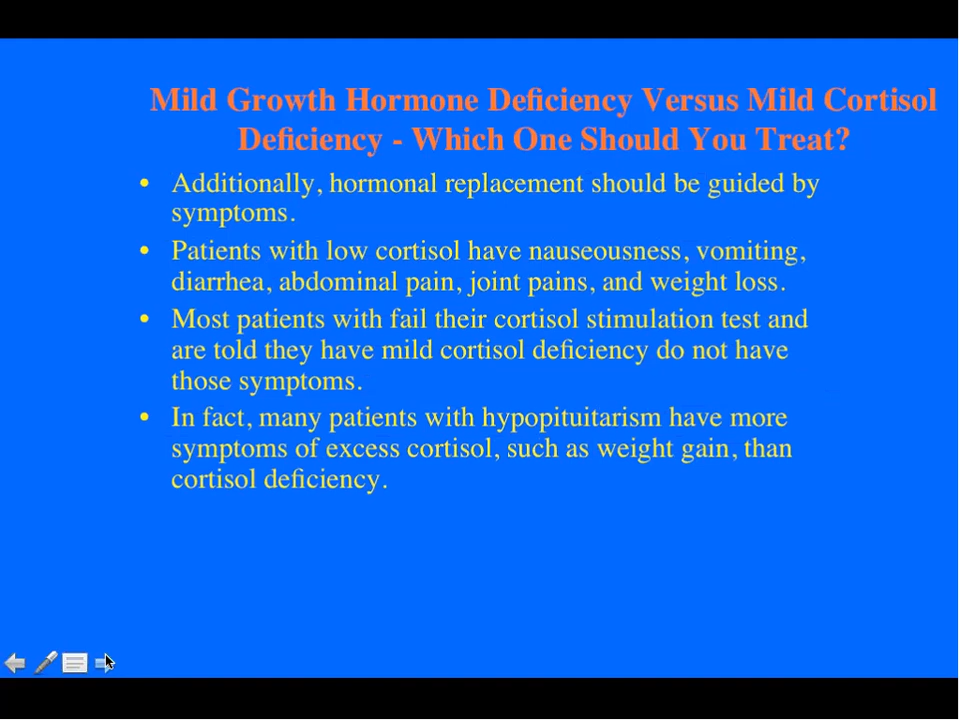 Mild Growth Hormone Deficiency Versus Mild Cortisol
Deficiency - Which One Should You Treat?
• Additionally, hormonal replacement should be guided by
symptoms.
• Patients with low cortisol have nauseousness, vomiting,
diarrhea, abdominal pain, joint pains, and weight loss.
• Most patients with fail their cortisol stimulation test and
are told they have mild cortisol deficiency do not have
those symptoms.
• In fact, many patients with hypopituitarism have more
symptoms of excess cortisol, such as weight gain, than
cortisol deficiency.